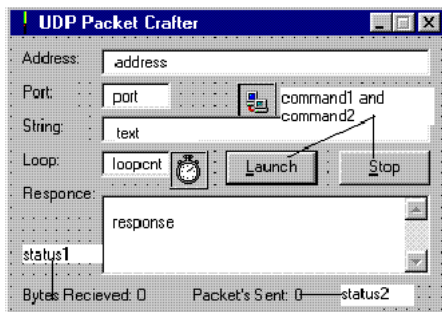 UDP Packet Crafter
Address: address
Port: port
command1 and
command2
String: text
Loop: loopcnt Launch Stop
Responce:
response
status1
Bytes Recieved: 0 Packet's Sent: 0 status2